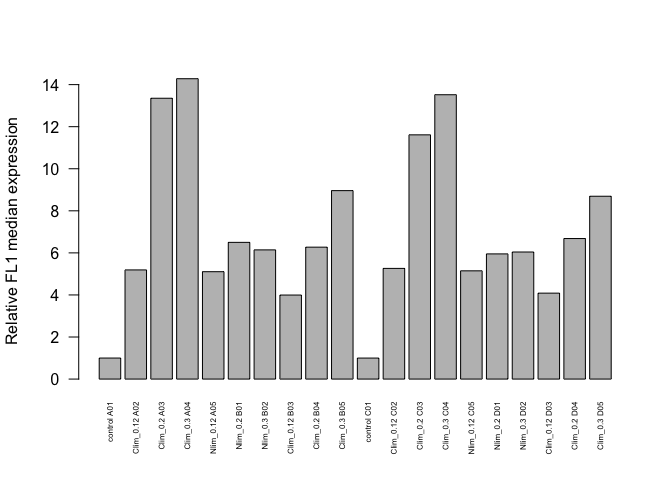 Relative FL1 median expression
14
12
10
8
6
4
2
0
control A01
Clim_0.12 A02
Clim_0.2 A03
Clim_0.3 A04
Nlim_0.12 A05
Nlim_0.2 B01
Nlim_0.3 B02
Clim_0.12 B03
Clim_0.2 B04
Clim_0.3 B05
control C01
Clim_0.12 C02
Clim_0.2 C03
Clim_0.3 C04
Nlim_0.12 C05
Nlim_0.2 D01
Nlim_0.3 D02
Clim_0.12 D03
Clim_0.2 D04
Clim_0.3 D05